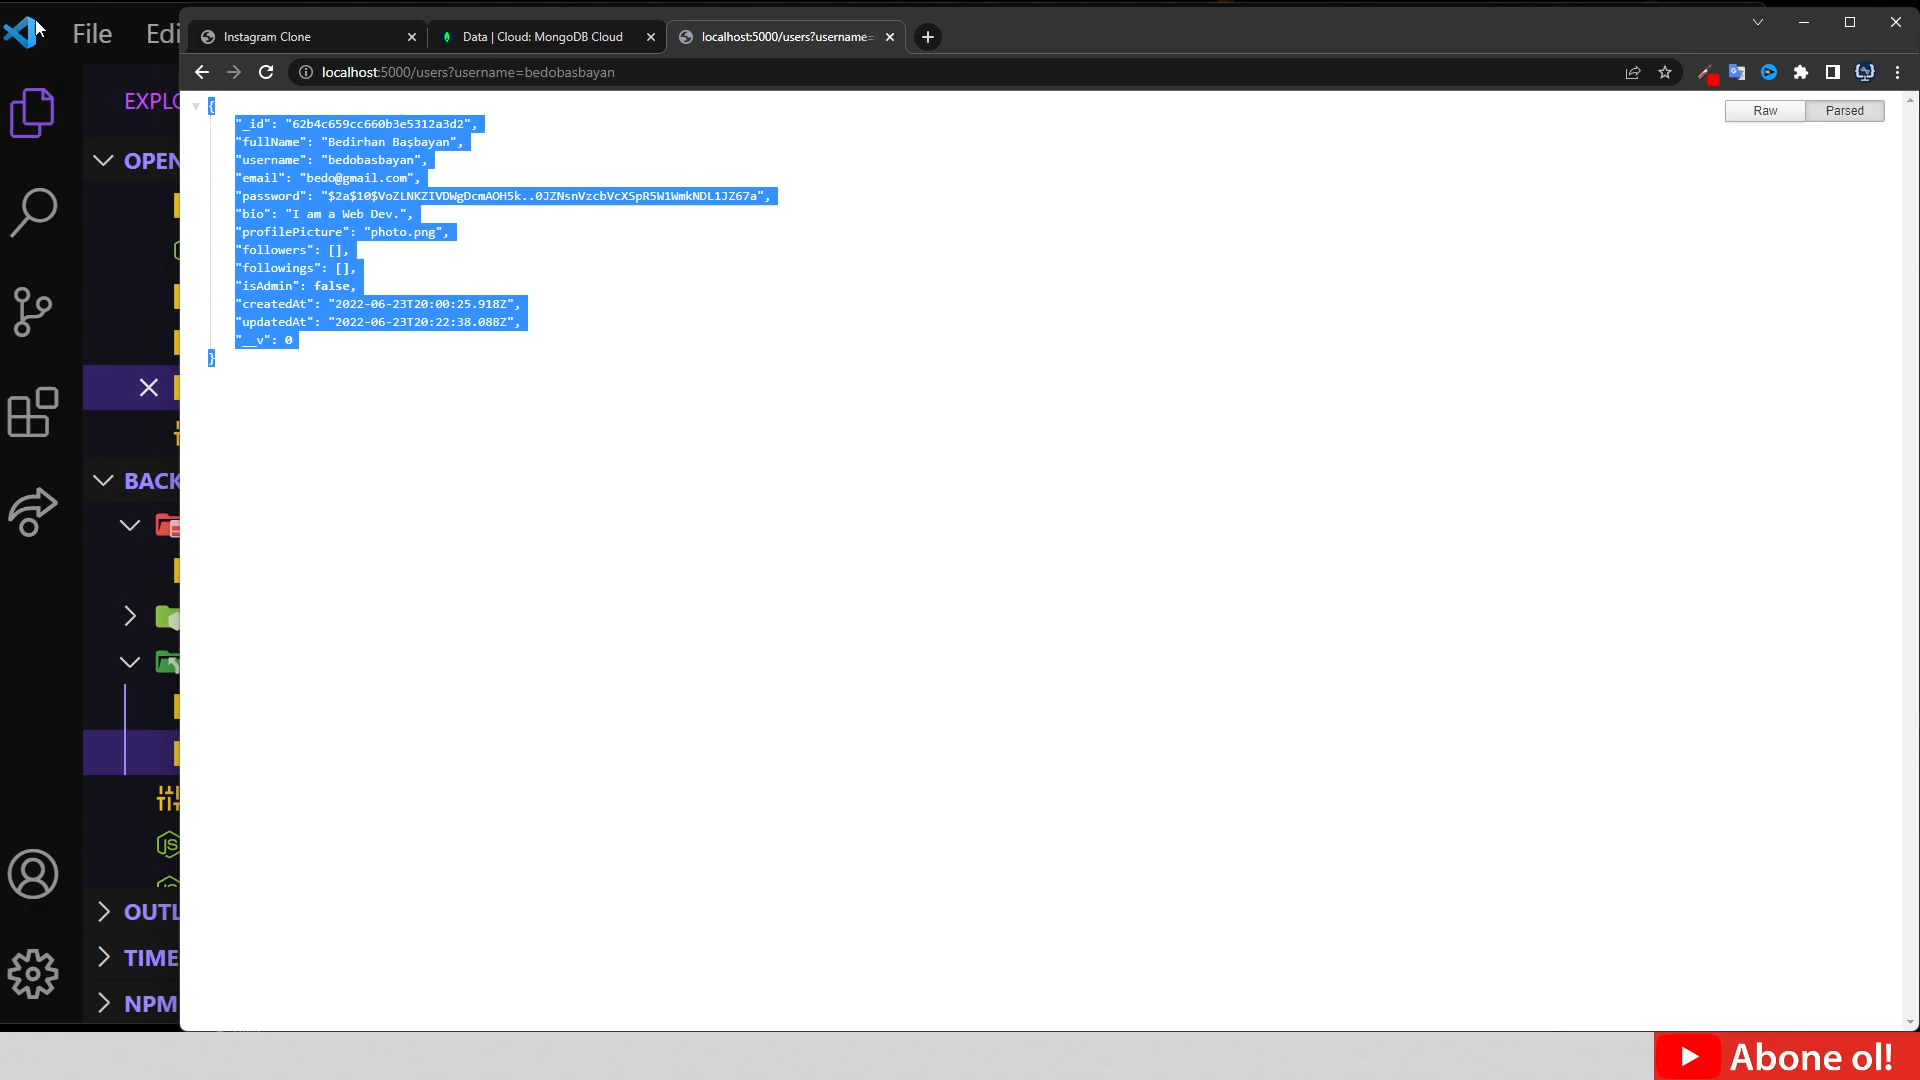 File
Edi
Instagram Clone
Data | Cloud: MongoDB Cloud
localhost:5000/users?username=
localhost:5000/users?username=bedobasbayan
EXPLO
OPEN
BACK
OUTL
TIME
NPM
Raw
Parsed
{
"_id": "62b4c659cc660b3e5312a3d2",
"fullName": "Bedirhan Başbayan",
"username": "bedobasbayan",
"email": "bedo@gmail.com",
"password": "$2a$10$VoZLNKZIVDWgDcmAOH5k..0JZNsnVzcbVcXSpR5W1WmkNDL1JZ67a",
"bio": "I am a Web Dev.",
"profilePicture": "photo.png",
"followers": [],
"followings": [],
"isAdmin": false,
"createdAt": "2022-06-23T20:00:25.918Z",
"updatedAt": "2022-06-23T20:22:38.088Z",
"__v": 0
}
Abone ol!